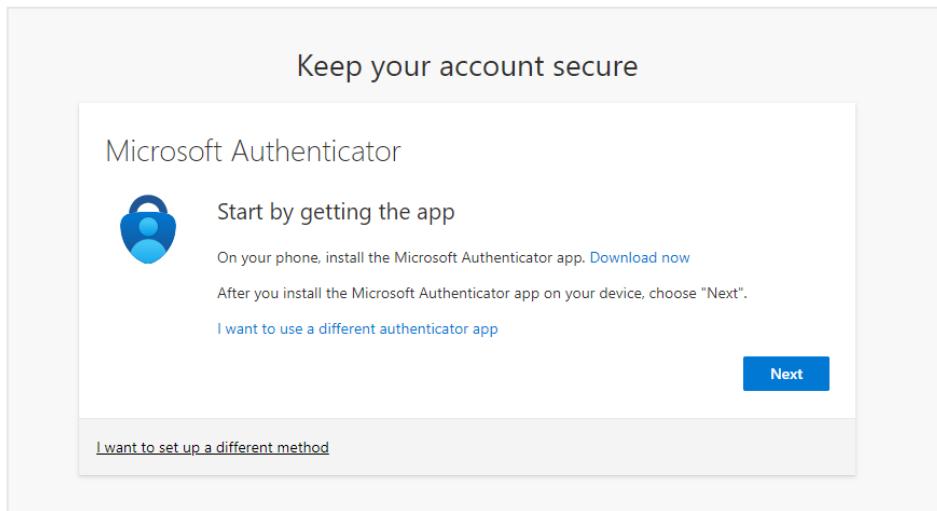 Keep your account secure
Microsoft Authenticator
Start by getting the app
On your phone, install the Microsoft Authenticator app. Download now
After you install the Microsoft Authenticator app on your device, choose "Next".
I want to use a different authenticator app
Next
I want to set up a different method